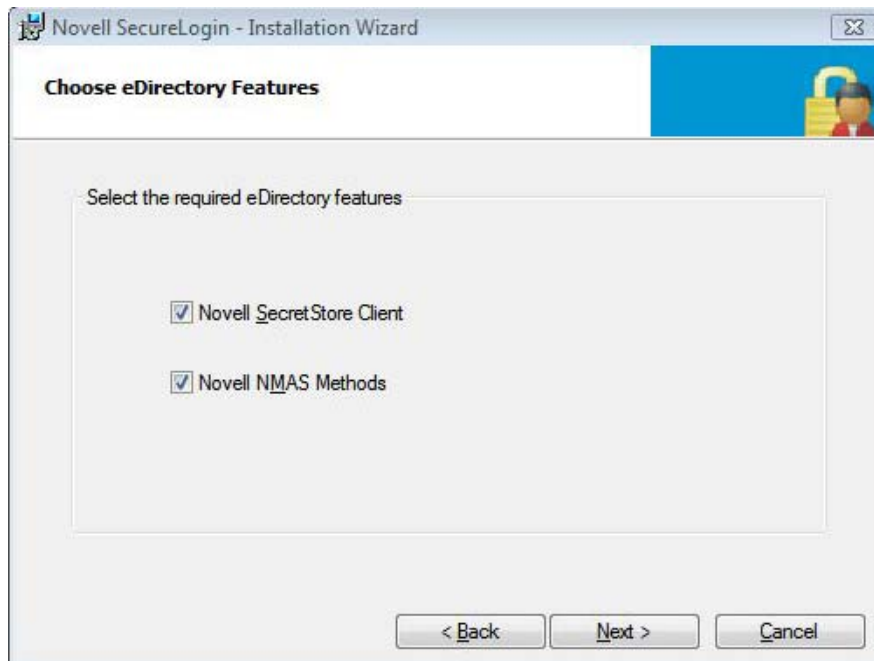 Novell SecureLogin - Installation Wizard
Choose eDirectory Features
Select the required eDirectory features
Novell SecretStore Client
Novell NMAS Methods
< Back Next > Cancel